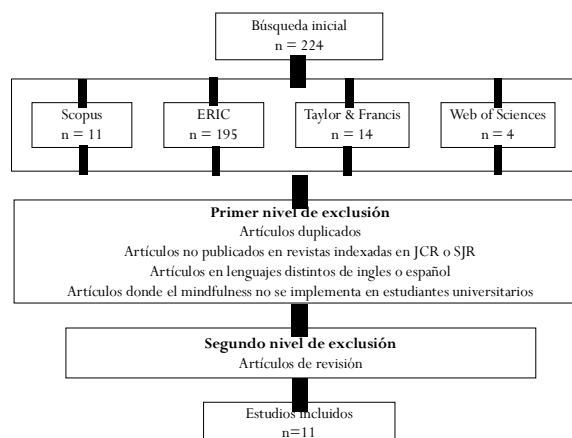 Búsqueda inicial
n = 224
Scopus
n = 11
ERIC
n = 195
Taylor & Francis
n = 14
Web of Sciences
n = 4
Primer nivel de exclusión
Artículos duplicados
Artículos no publicados en revistas indexadas en JCR o SJR
Artículos en lenguajes distintos de ingles o español
Artículos donde el mindfulness no se implementa en estudiantes universitarios
Segundo nivel de exclusión
Artículos de revisión
Estudios incluidos
n=11